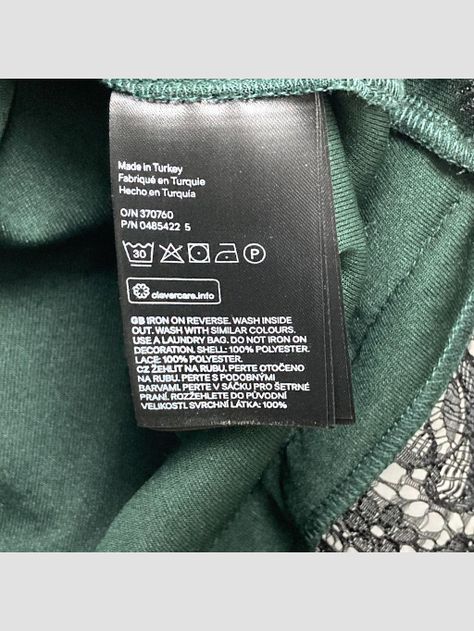 Made in Turkey
Fabriqué en Turquie
Hecho en Turquía
O/N 370760
P/N 0485422 5
30 P
clevercare.info
GB IRON ON REVERSE. WASH INSIDE
OUT. WASH WITH SIMILAR COLOURS.
USE A LAUNDRY BAG. DO NOT IRON ON
DECORATION. SHELL: 100% POLYESTER.
LACE: 100% POLYESTER.
CZ ŽEHLIT NA RUBU. PERTE OTOČENO
NA RUBU. PERTE S PODOBNÝMI
BARVAMI. PERTE V SÁČKU PRO ŠETRNÉ
PRANÍ. ROZŽEHLETE DO PŮVODNÍ
VELIKOSTI. SVRCHNÍ LÁTKA: 100%